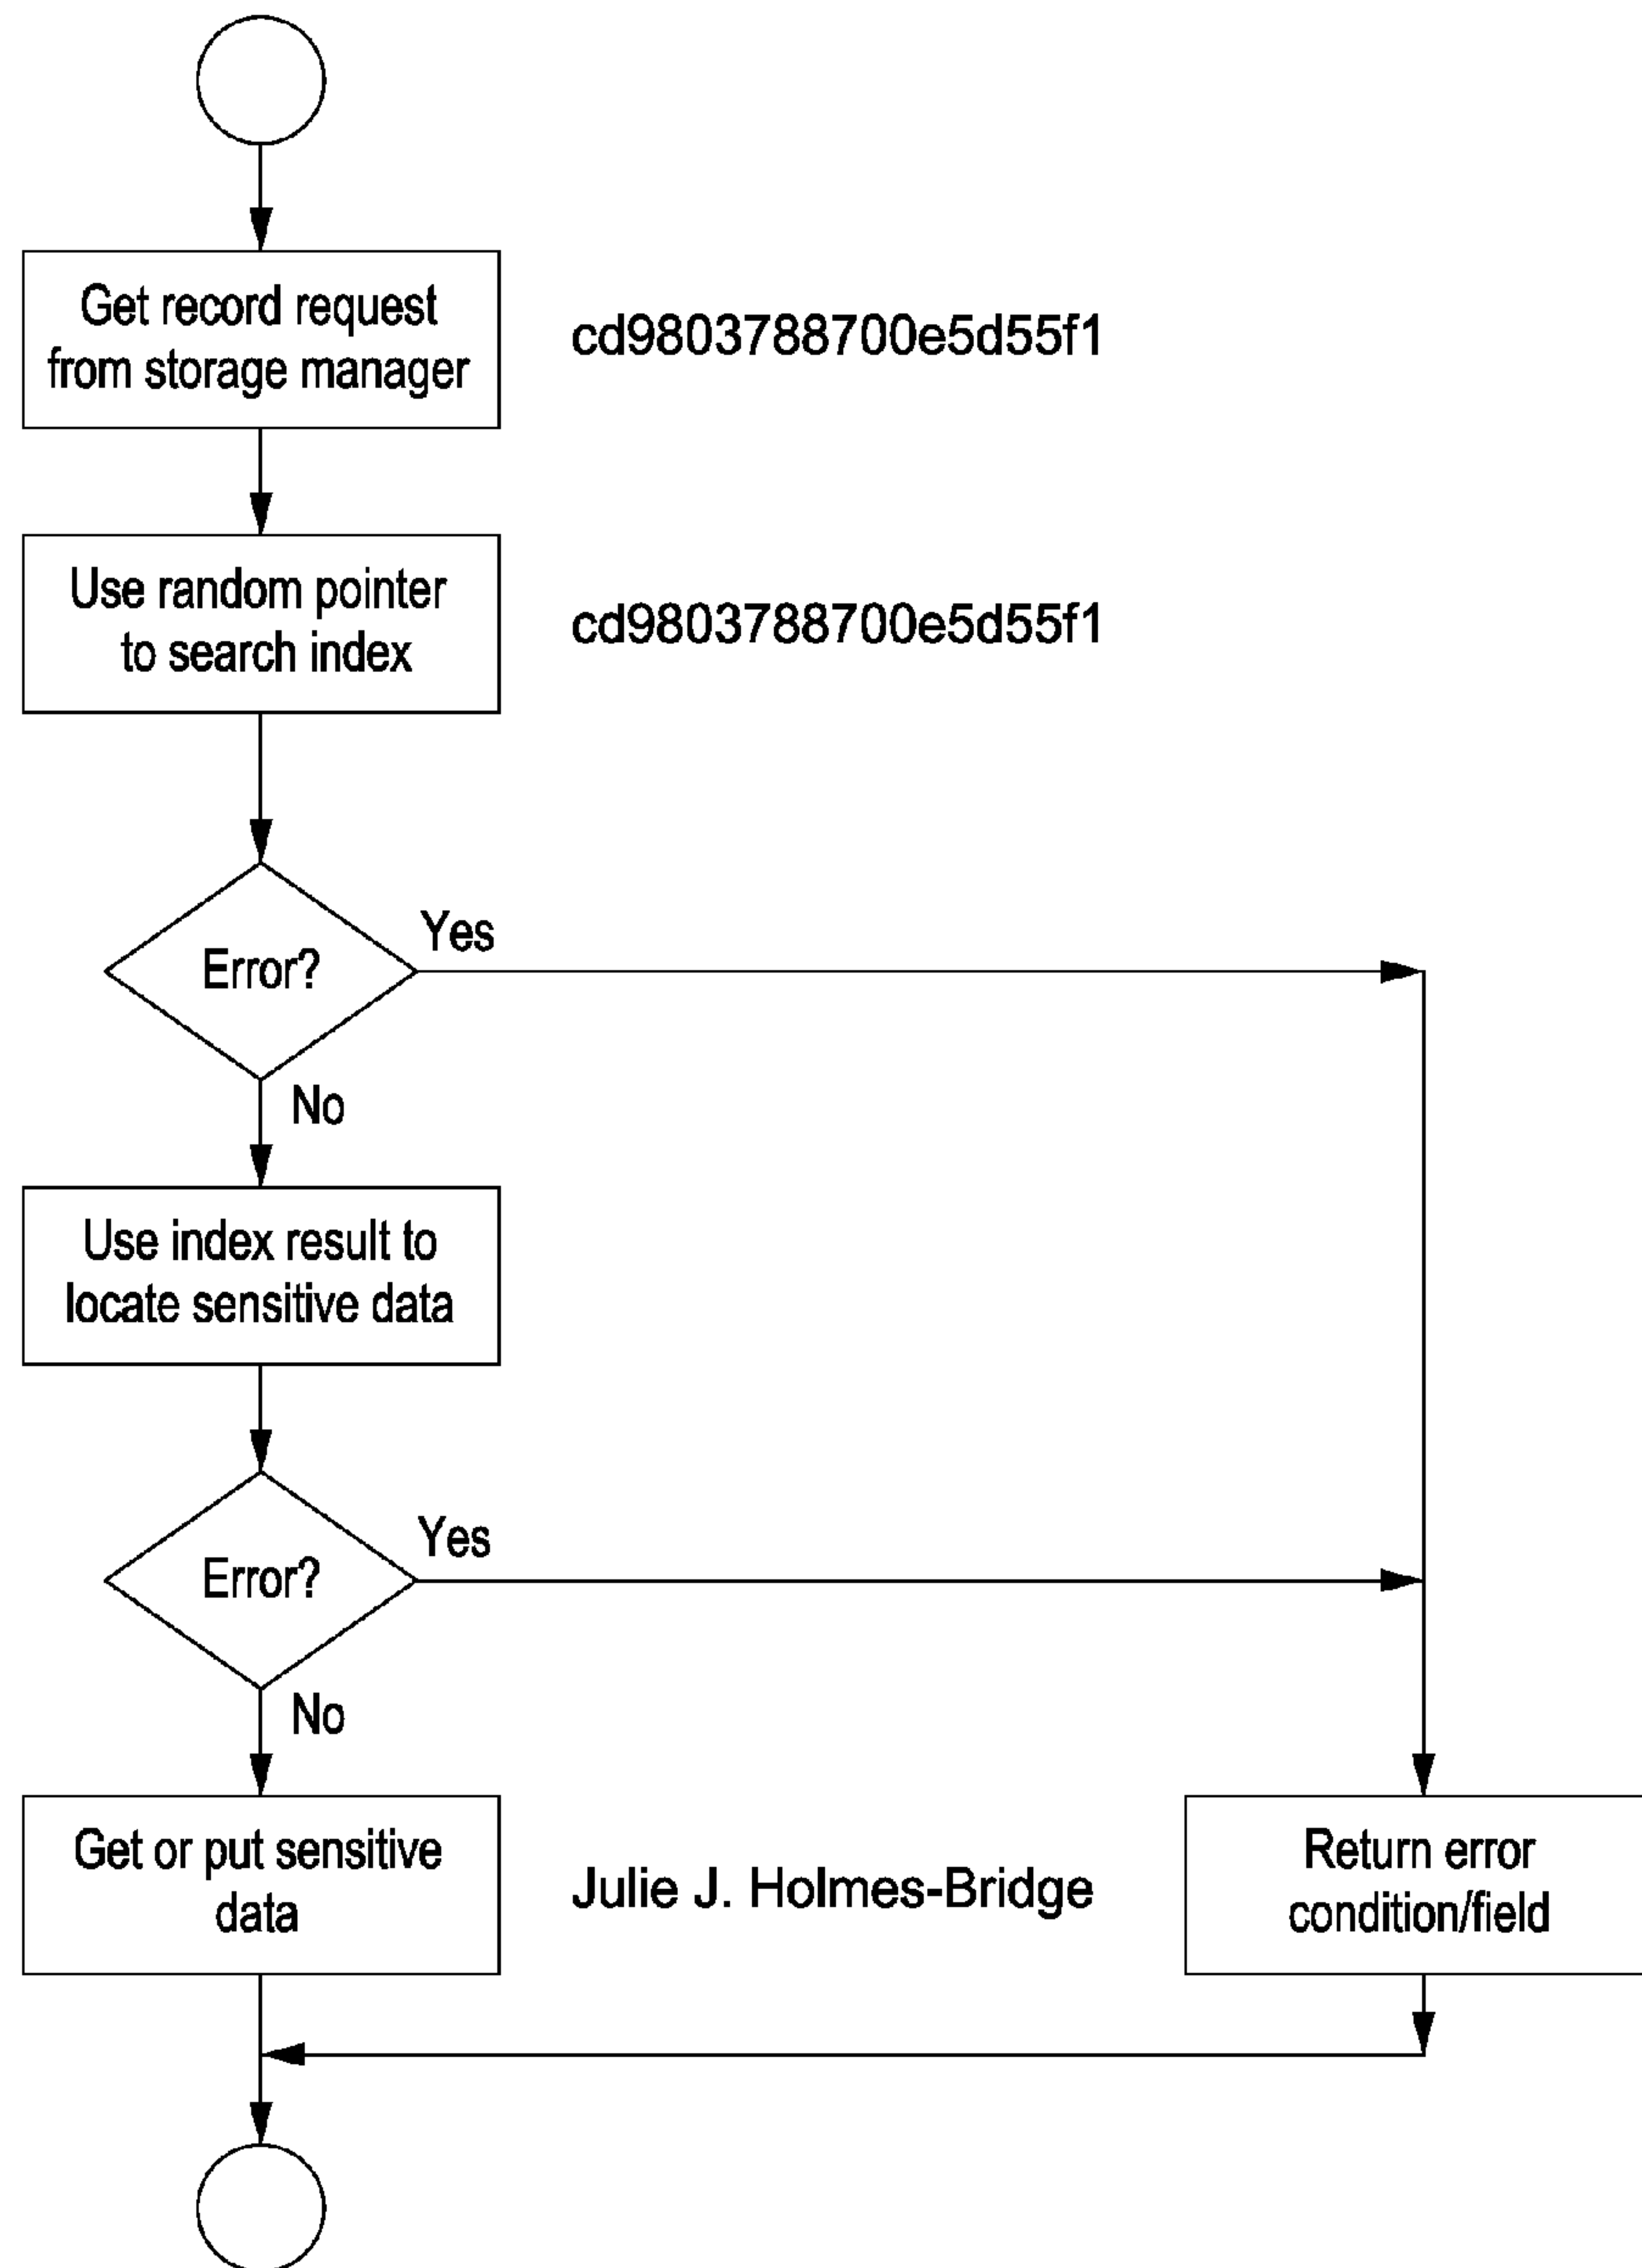 Get record request
from storage manager
cd9803788700e5d55f1
Use random pointer
to search index
cd9803788700e5d55f1
Error?
Yes
No
Use index result to
locate sensitive data
Error?
Yes
No
Get or put sensitive
data
Julie J. Holmes-Bridge
Return error
condition/field